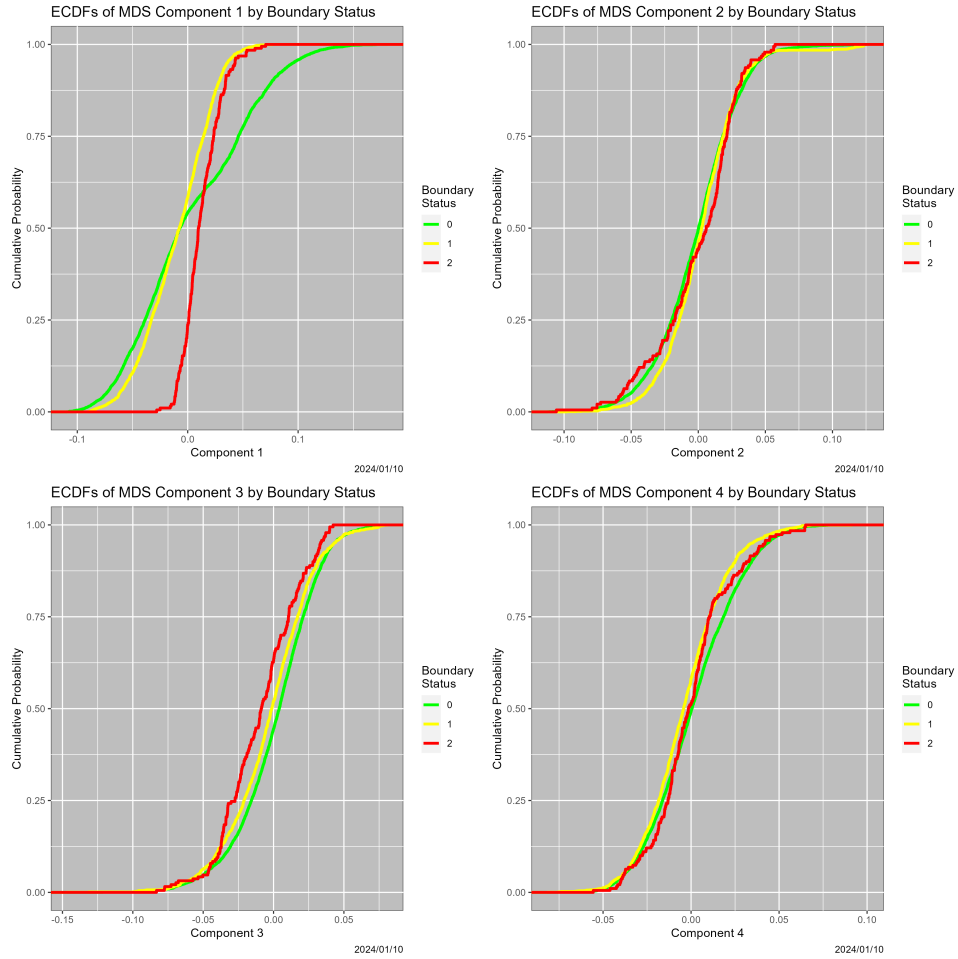 ECDFs of MDS Component 1 by Boundary Status
Cumulative Probability
1.00
0.75
0.50
0.25
0.00
-0.1
0.0
0.1
Component 1
2024/01/10
Boundary
Status
0
1
2
ECDFs of MDS Component 2 by Boundary Status
Cumulative Probability
1.00
0.75
0.50
0.25
0.00
-0.10
-0.05
0.00
0.05
0.10
Component 2
2024/01/10
Boundary
Status
0
1
2
ECDFs of MDS Component 3 by Boundary Status
Cumulative Probability
1.00
0.75
0.50
0.25
0.00
-0.15
-0.10
-0.05
0.00
0.05
Component 3
2024/01/10
Boundary
Status
0
1
2
ECDFs of MDS Component 4 by Boundary Status
Cumulative Probability
1.00
0.75
0.50
0.25
0.00
-0.05
0.00
0.05
0.10
Component 4
2024/01/10
Boundary
Status
0
1
2